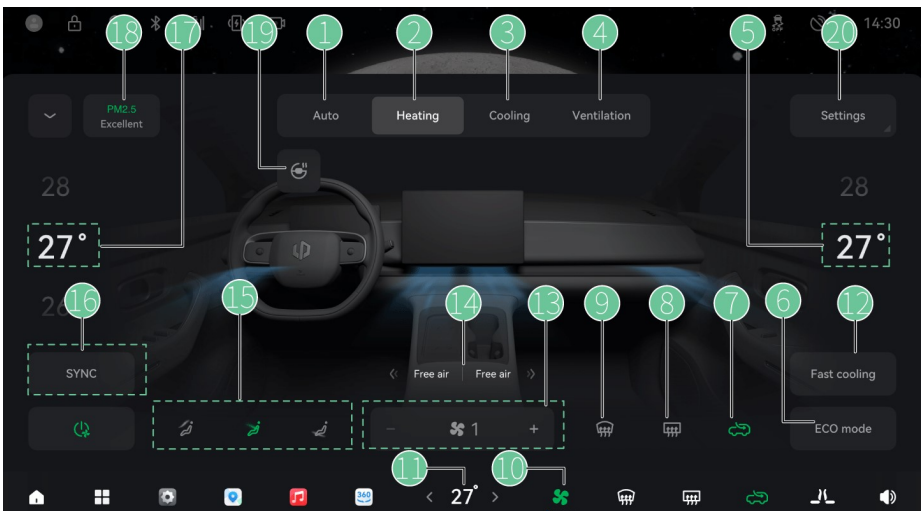 14:30
18 17 19 1 2 3 4 5 20
PM2.5
Excellent
Auto Heating Cooling Ventilation
Settings
28 28
27° 27°
16 15 14 13 9 8 7 6 12
SYNC
Free air Free air
Fast cooling
- 1 +
ECO mode
11 10
360 < 27° >